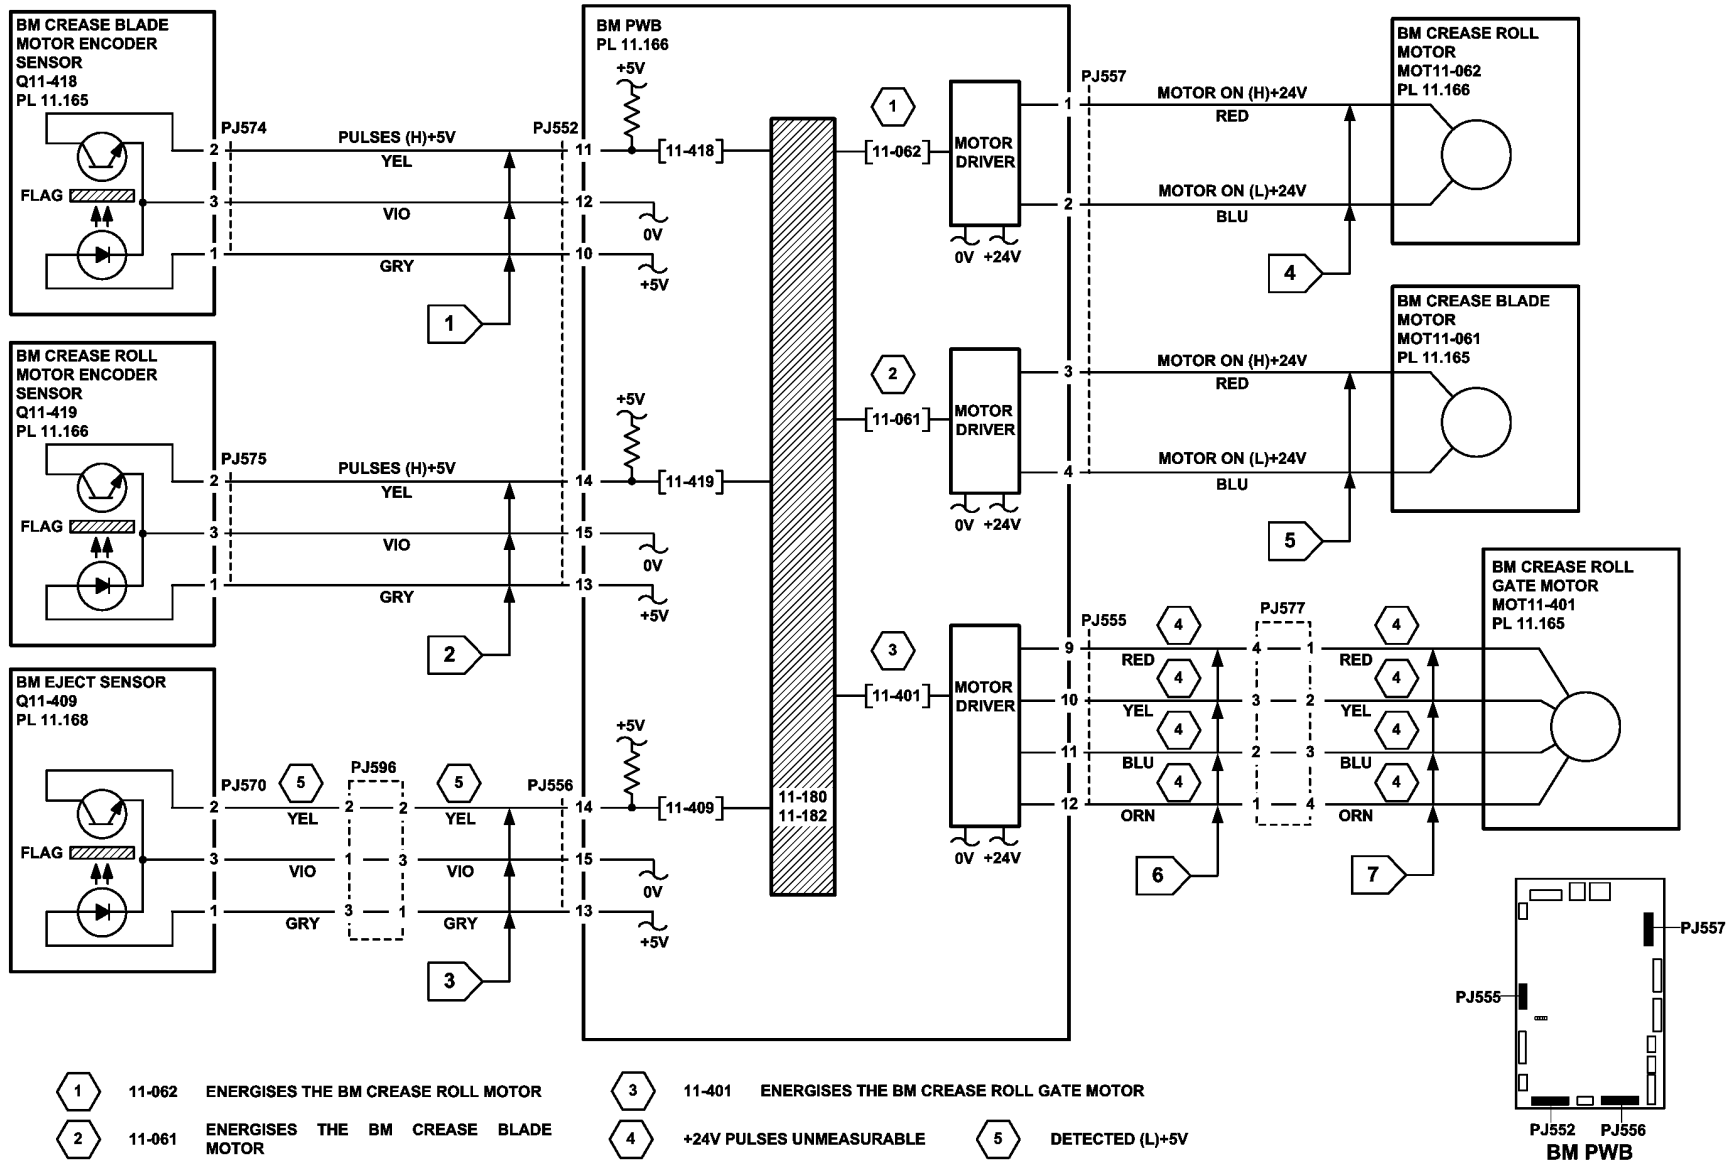 BM CREASE BLADE
MOTOR ENCODER
SENSOR
Q11-418
PL 11.165
FLAG
PJ574
2
3
1
PULSES (H)+5V
YEL
VIO
GRY
1
PJ552
11
12
10
BM PWB
PL 11.166
+5V
[11-418]
0V
+5V
BM CREASE ROLL
MOTOR ENCODER
SENSOR
Q11-419
PL 11.166
FLAG
PJ575
2
3
1
PULSES (H)+5V
YEL
VIO
GRY
2
14
15
13
+5V
[11-419]
0V
+5V
BM EJECT SENSOR
Q11-409
PL 11.168
FLAG
PJ570
2
3
1
5
YEL
VIO
GRY
PJ596
2 2
1 3
3 1
5
YEL
VIO
GRY
3
PJ556
14
15
13
+5V
[11-409]
0V
+5V
11-180
11-182
1
[11-062]
MOTOR
DRIVER
0V +24V
PJ557
1
2
MOTOR ON (H)+24V
RED
MOTOR ON (L)+24V
BLU
4
BM CREASE ROLL
MOTOR
MOT11-062
PL 11.166
2
[11-061]
MOTOR
DRIVER
0V +24V
3
4
MOTOR ON (H)+24V
RED
MOTOR ON (L)+24V
BLU
5
BM CREASE BLADE
MOTOR
MOT11-061
PL 11.165
3
[11-401]
MOTOR
DRIVER
0V +24V
PJ555
9
10
11
12
4
RED
4
YEL
4
BLU
4
ORN
6
PJ577
4 1
3 2
2 3
1 4
4
RED
4
YEL
4
BLU
4
ORN
7
BM CREASE ROLL
GATE MOTOR
MOT11-401
PL 11.165
PJ557
PJ555
PJ552 PJ556
BM PWB
1 11-062 ENERGISES THE BM CREASE ROLL MOTOR
2 11-061 ENERGISES THE BM CREASE BLADE
MOTOR
3 11-401 ENERGISES THE BM CREASE ROLL GATE MOTOR
4 +24V PULSES UNMEASURABLE
5 DETECTED (L)+5V